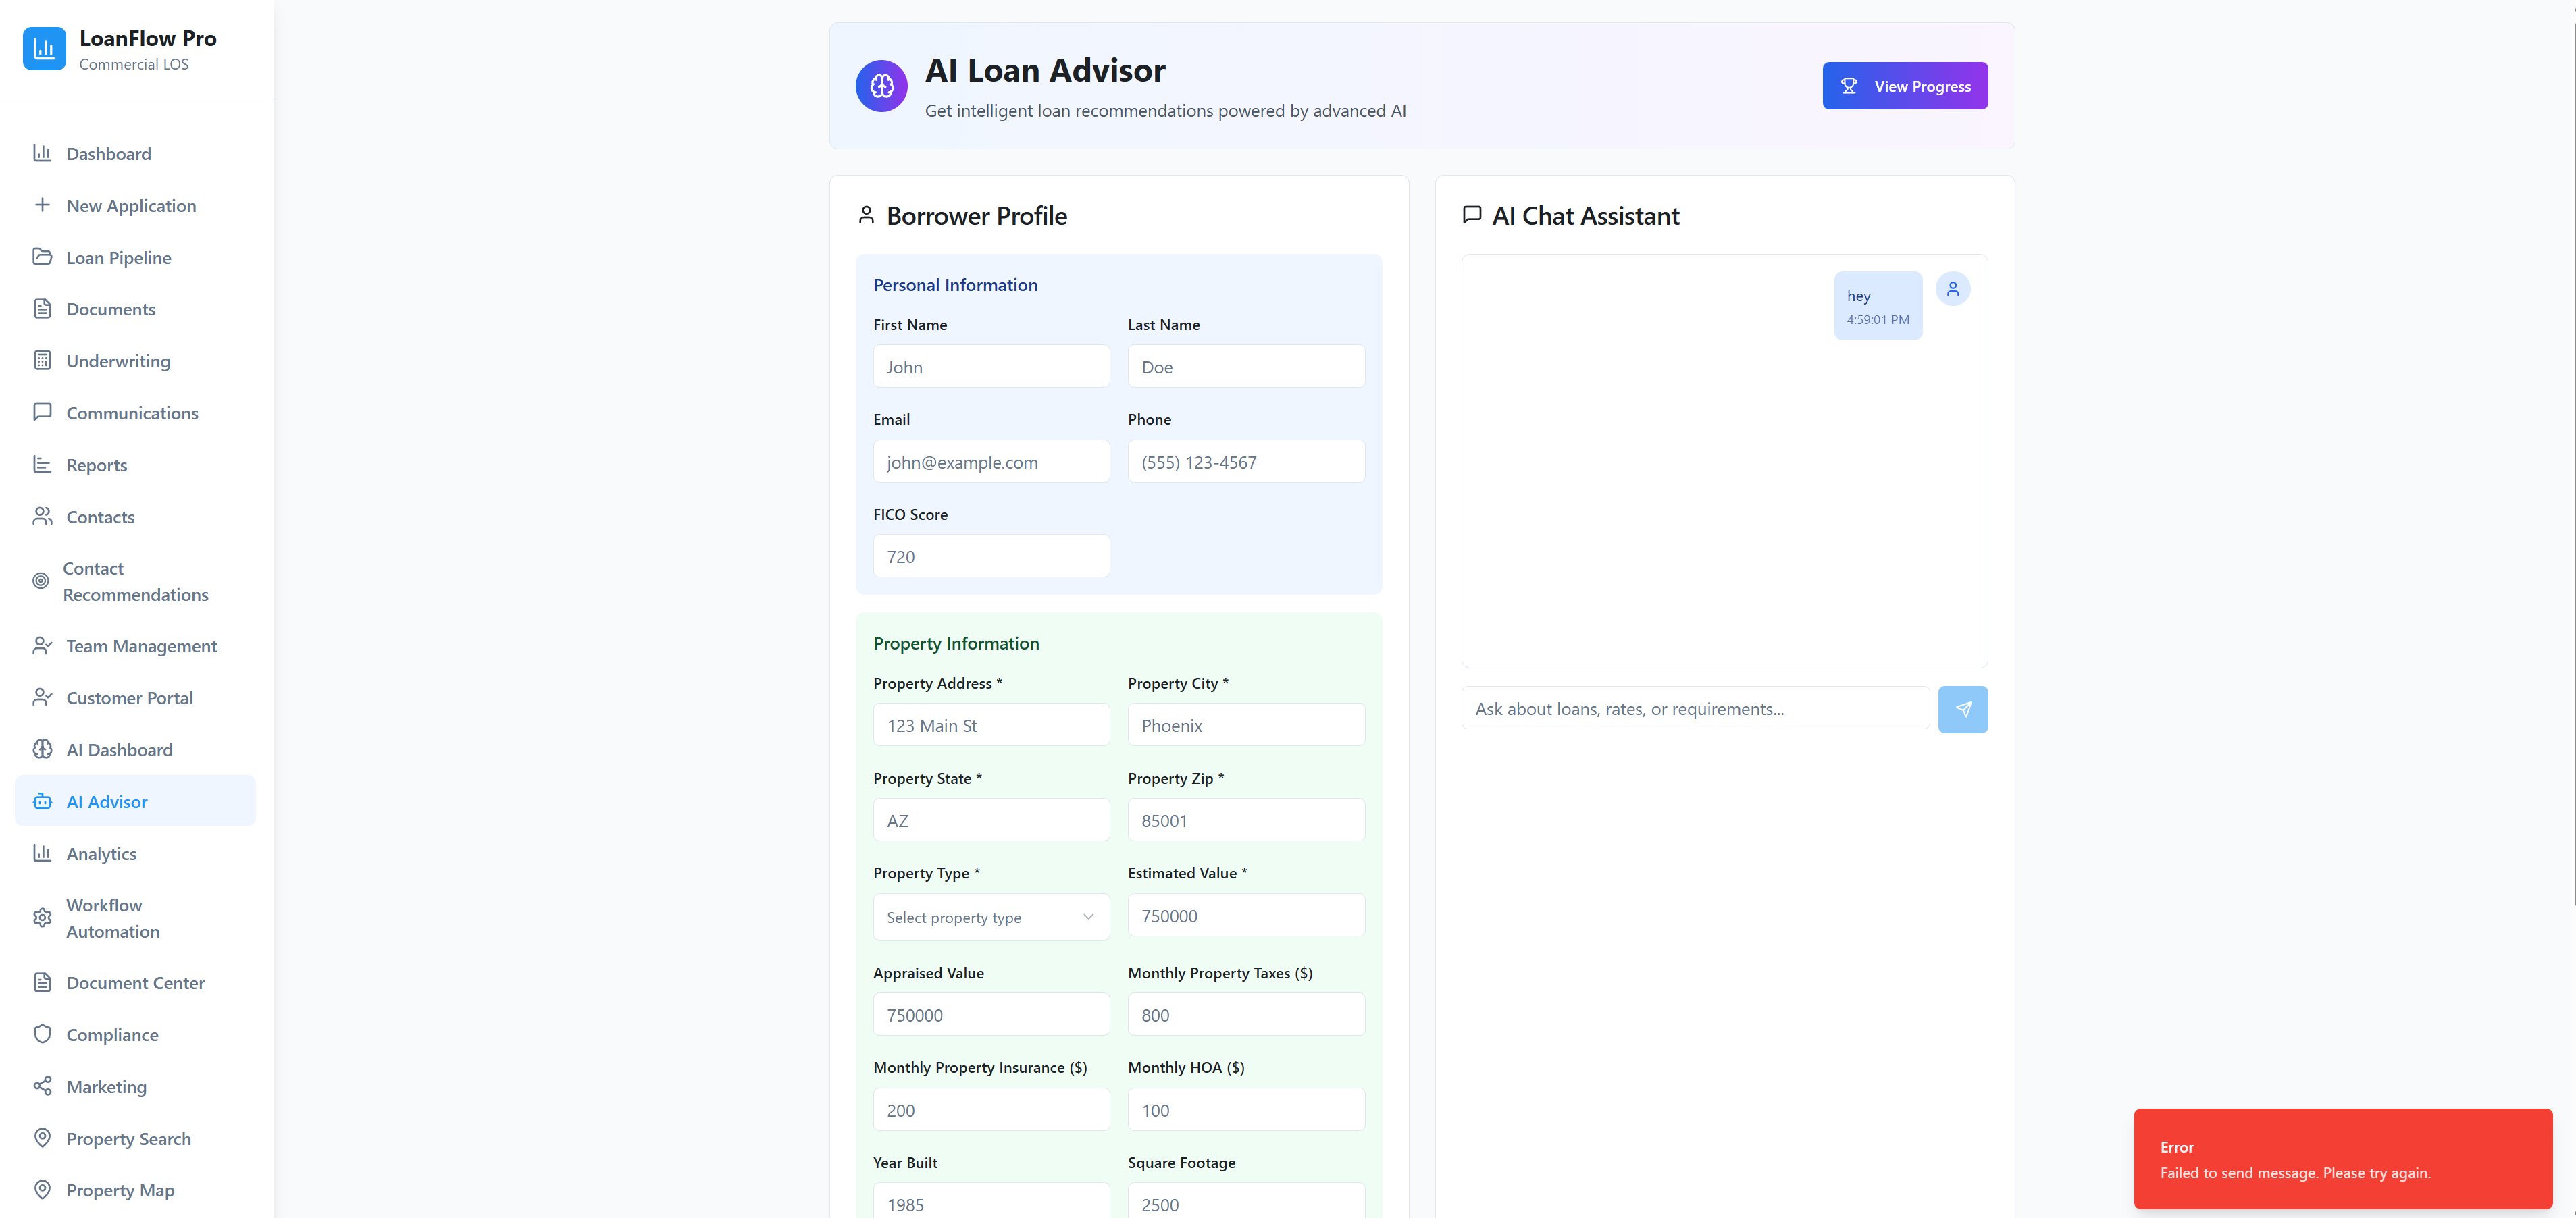 LoanFlow Pro
Commercial LOS
Dashboard
New Application
Loan Pipeline
Documents
Underwriting
Communications
Reports
Contacts
Contact
Recommendations
Team Management
Customer Portal
AI Dashboard
AI Advisor
Analytics
Workflow
Automation
Document Center
Compliance
Marketing
Property Search
Property Map
AI Loan Advisor
Get intelligent loan recommendations powered by advanced AI
View Progress
Borrower Profile
Personal Information
First Name Last Name
John Doe
Email Phone
john@example.com (555) 123-4567
FICO Score
720
Property Information
Property Address * Property City *
123 Main St Phoenix
Property State * Property Zip *
AZ 85001
Property Type * Estimated Value *
Select property type 750000
Appraised Value Monthly Property Taxes ($)
750000 800
Monthly Property Insurance ($) Monthly HOA ($)
200 100
Year Built Square Footage
1985 2500
AI Chat Assistant
hey
4:59:01 PM
Ask about loans, rates, or requirements...
Error
Failed to send message. Please try again.